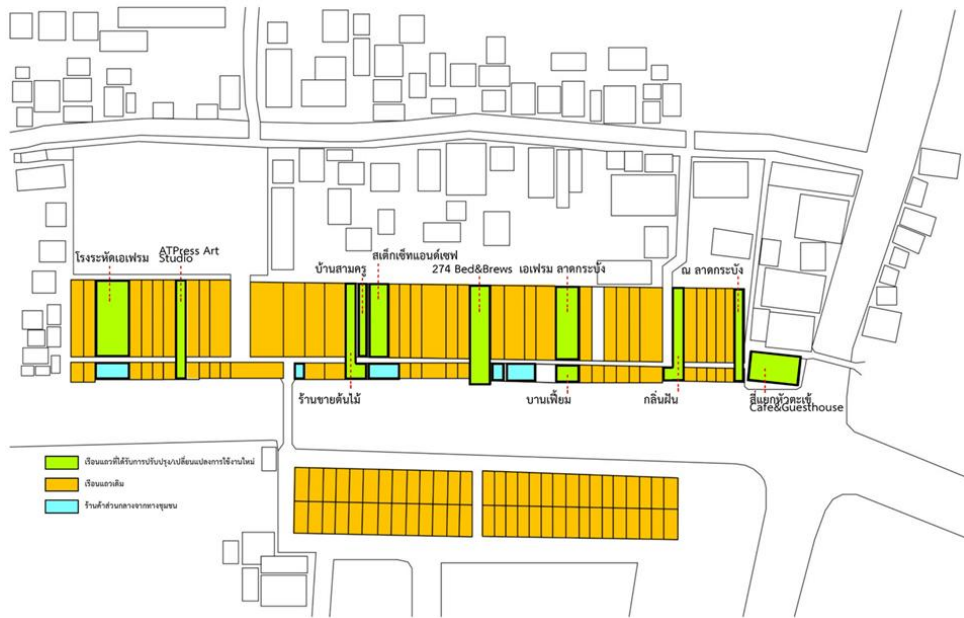 โรงระหัดเอเฟรม
ATPress Art
Studio
บ้านสามครู
สเต็กเซ็ทแอนด์เชฟ
274 Bed&Brews
เอเฟรม ลาดกระบัง
ณ ลาดกระบัง
ร้านขายต้นไม้
บานเฟี้ยม
กลิ่นฝัน
สี่แยกหัวตะเข้
Cafe&Guesthouse
เรือนแถวที่ได้รับการปรับปรุง/เปลี่ยนแปลงการใช้งานใหม่
เรือนแถวเดิม
ร้านค้าส่วนกลางจากทางชุมชน